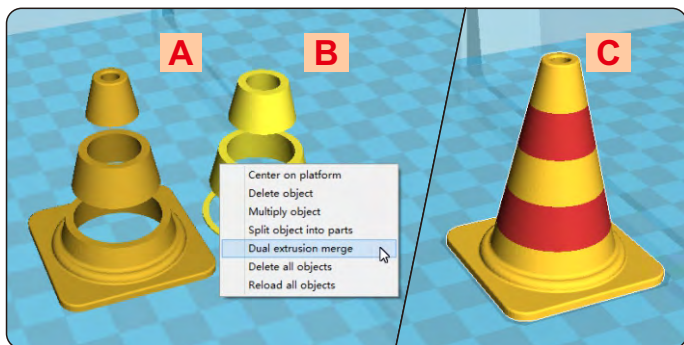 A
B
C
Center on platform
Delete object
Multiply object
Split object into parts
Dual extrusion merge
Delete all objects
Reload all objects